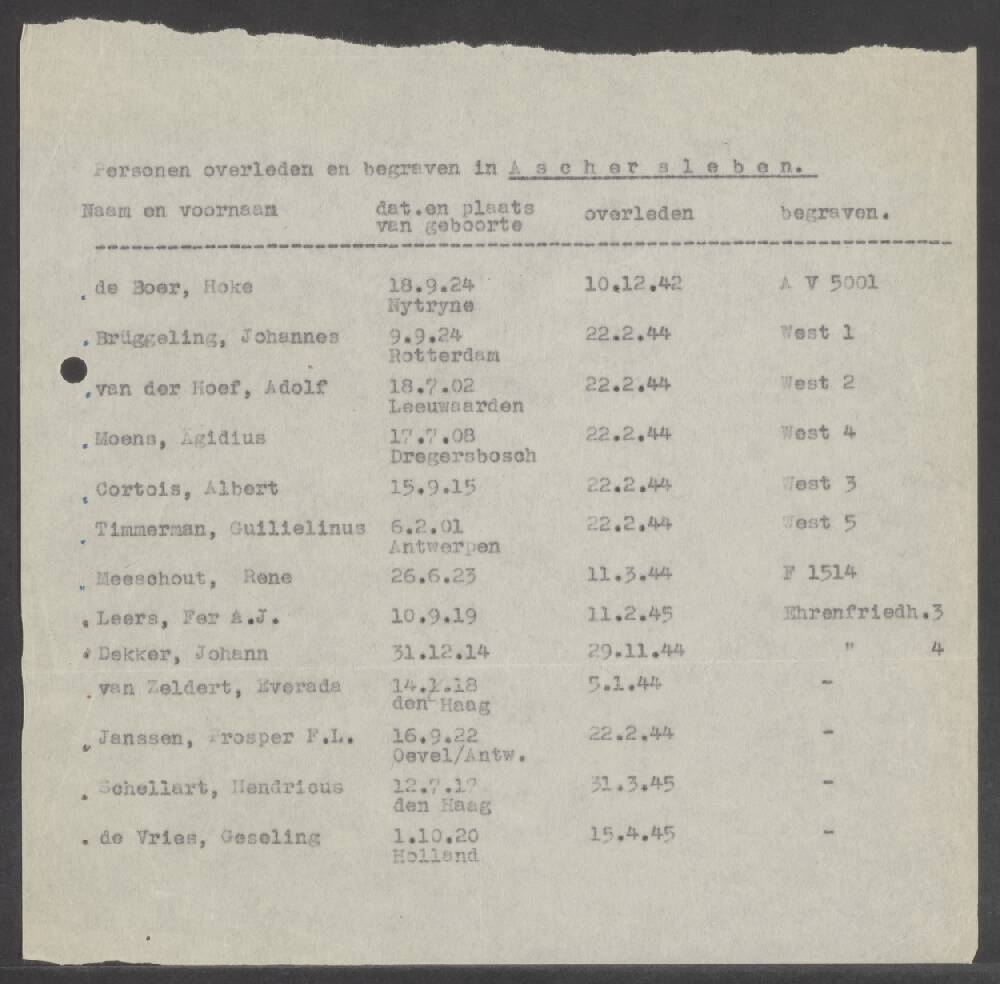 Personen overleden en begraven in A s c h e r s l e b e n.
Naam en voornaam dat.en plaats van geboorte overleden begraven.
de Boer, Hoke 18.9.24 10.12.42 A V 5001
Nytryne
Brüggeling, Johannes 9.9.24 22.2.44 West 1
Rotterdam
van der Hoef, Adolf 18.7.02 22.2.44 West 2
Leeuwaarden
Moens, Ägidius 17.7.08 22.2.44 West 4
Dregersbosch
Cortois, Albert 15.9.15 22.2.44 West 3
Timmerman, Guilielinus 6.2.01 22.2.44 West 5
Antwerpen
Meeschout, Rene 26.6.23 11.3.44 F 1514
Leers, Fer A.J. 10.9.19 11.2.45 Ehrenfriedh.3
Dekker, Johann 31.12.14 29.11.44 " 4
van Zeldert, Everada 14.1.18 5.1.44 -
den Haag
Janssen, Prosper F.L. 16.9.22 22.2.44 -
Oevel/Antw.
Schellart, Hendricus 12.7.17 31.3.45 -
den Haag
de Vries, Geseling 1.10.20 15.4.45 -
Holland